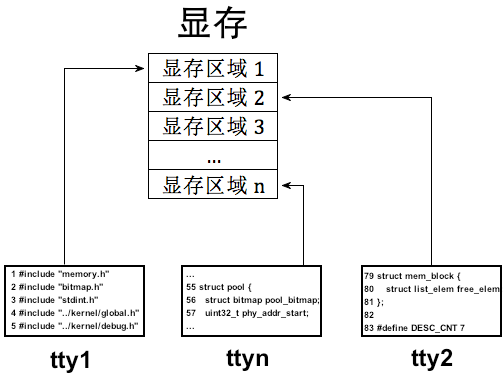 显存
显存区域 1
显存区域 2
显存区域 3
...
显存区域 n
1 #include "memory.h"
2 #include "bitmap.h"
3 #include "stdint.h"
4 #include "../kernel/global.h"
5 #include "../kernel/debug.h"
tty1
...
55 struct pool {
56 struct bitmap pool_bitmap;
57 uint32_t phy_addr_start;
...
ttyn
79 struct mem_block {
80 struct list_elem free_elem
81 };
82
83 #define DESC_CNT 7
tty2